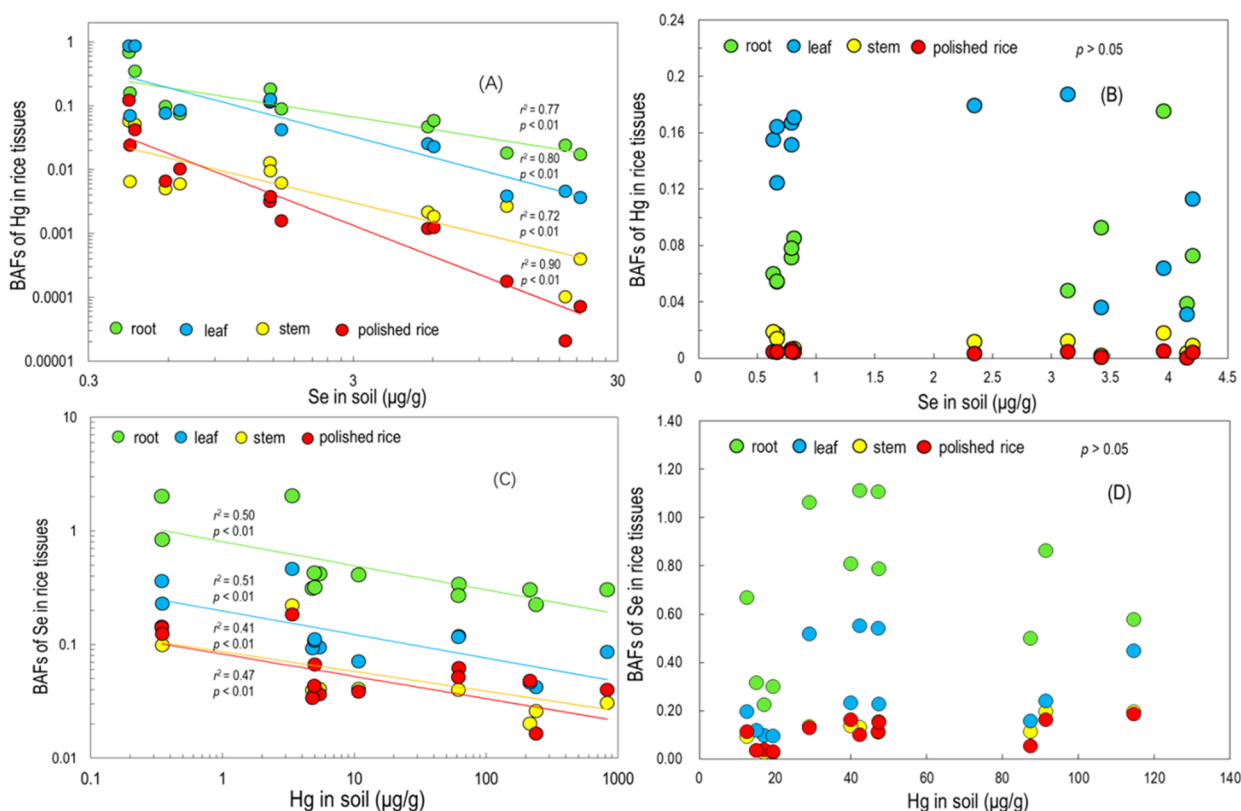 BAFs of Hg in rice tissues
1
0.1
0.01
0.001
0.0001
0.00001
(A)
r² = 0.77
p < 0.01
r² = 0.80
p < 0.01
r² = 0.72
p < 0.01
r² = 0.90
p < 0.01
root leaf stem polished rice
0.3 3 30
Se in soil (μg/g)
BAFs of Hg in rice tissues
0.24
0.2
0.16
0.12
0.08
0.04
0
root leaf stem polished rice p > 0.05
(B)
0 0.5 1 1.5 2 2.5 3 3.5 4 4.5
Se in soil (μg/g)
BAFs of Se in rice tissues
10
1
0.1
0.01
root leaf stem polished rice
(C)
r² = 0.50
p < 0.01
r² = 0.51
p < 0.01
r² = 0.41
p < 0.01
r² = 0.47
p < 0.01
0.1 1 10 100 1000
Hg in soil (μg/g)
BAFs of Se in rice tissues
1.40
1.20
1.00
0.80
0.60
0.40
0.20
0.00
root leaf stem polished rice p > 0.05
(D)
0 20 40 60 80 100 120 140
Hg in soil (μg/g)